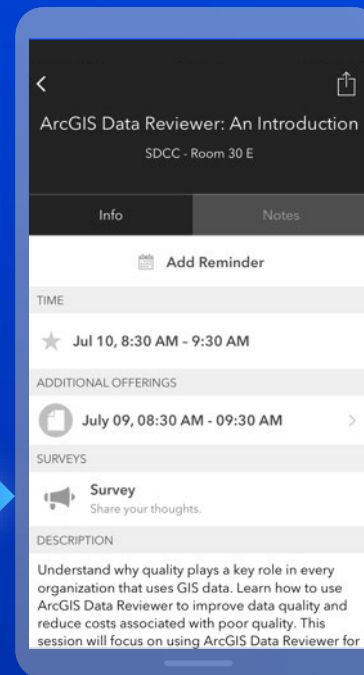 ArcGIS Data Reviewer: An Introduction
SDCC - Room 30 E
Info
Notes
Add Reminder
TIME
Jul 10, 8:30 AM – 9:30 AM
ADDITIONAL OFFERINGS
July 09, 08:30 AM - 09:30 AM
SURVEYS
Survey
Share your thoughts.
DESCRIPTION
Understand why quality plays a key role in every
organization that uses GIS data. Learn how to use
ArcGIS Data Reviewer to improve data quality and
reduce costs associated with poor quality. This
session will focus on using ArcGIS Data Reviewer for